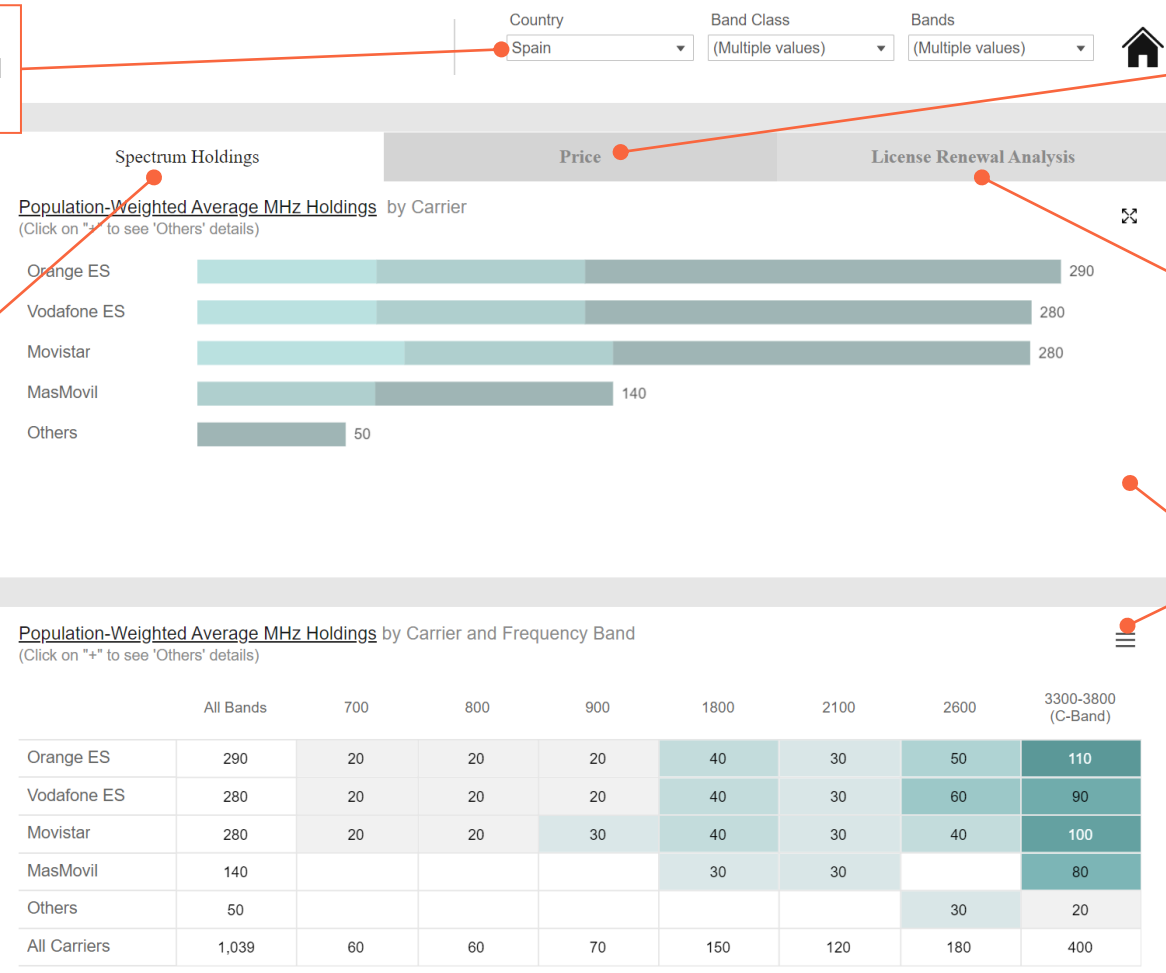 Country Band Class Bands
Spain (Multiple values) (Multiple values)
Spectrum Holdings Price License Renewal Analysis
Population-Weighted Average MHz Holdings by Carrier
(Click on "+" to see 'Others' details)
Orange ES 290
Vodafone ES 280
Movistar 280
MasMovil 140
Others 50
Population-Weighted Average MHz Holdings by Carrier and Frequency Band
(Click on "+" to see 'Others' details)
All Bands 700 800 900 1800 2100 2600 3300-3800
(C-Band)
Orange ES 290 20 20 20 40 30 50 110
Vodafone ES 280 20 20 20 40 30 60 90
Movistar 280 20 20 30 40 30 40 100
MasMovil 140 30 30 80
Others 50 30 20
All Carriers 1,039 60 60 70 150 120 180 400